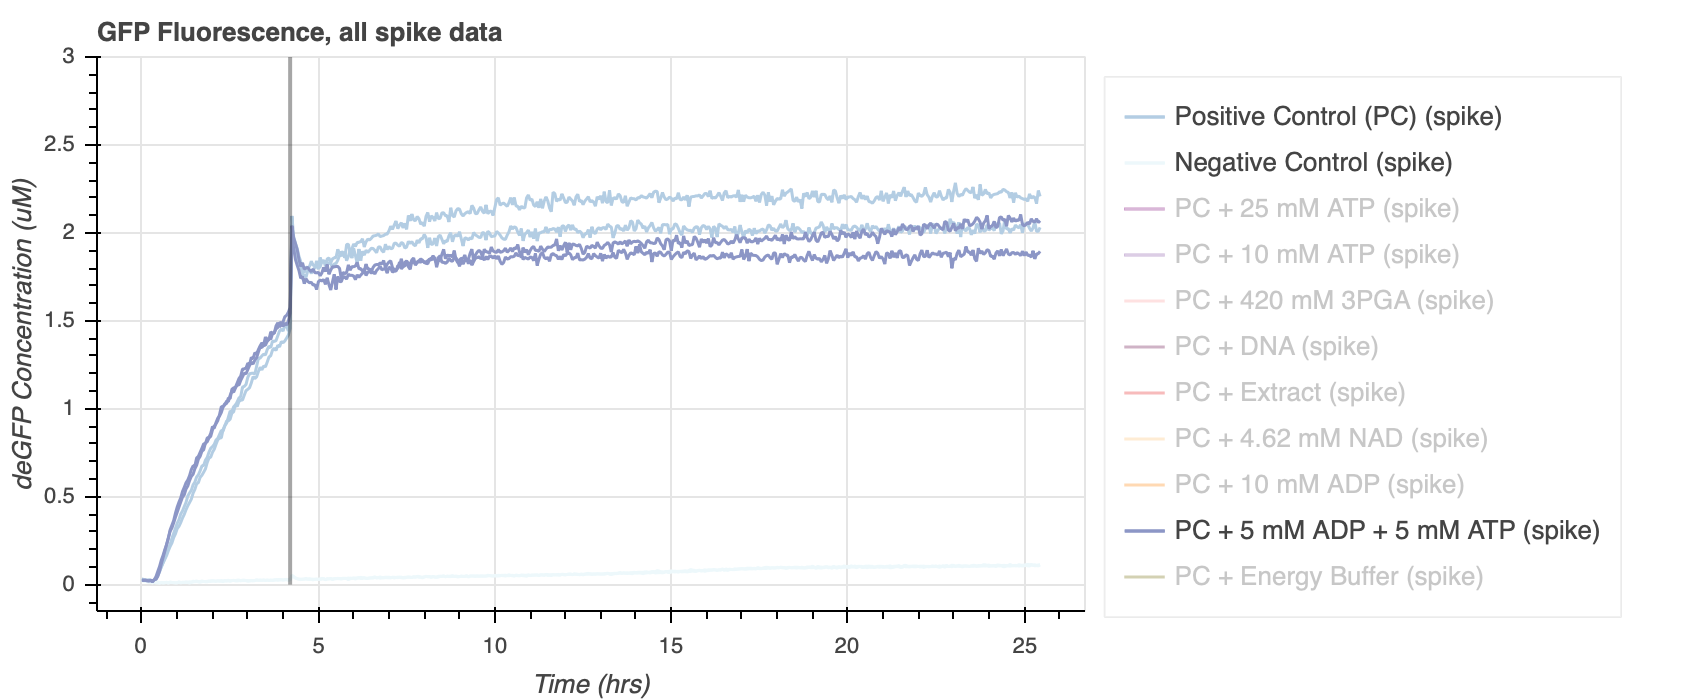 GFP Fluorescence, all spike data
3
2.5
2
1.5
1
0.5
0
deGFP Concentration (uM)
0 5 10 15 20 25
Time (hrs)
Positive Control (PC) (spike)
Negative Control (spike)
PC + 25 mM ATP (spike)
PC + 10 mM ATP (spike)
PC + 420 mM 3PGA (spike)
PC + DNA (spike)
PC + Extract (spike)
PC + 4.62 mM NAD (spike)
PC + 10 mM ADP (spike)
PC + 5 mM ADP + 5 mM ATP (spike)
PC + Energy Buffer (spike)